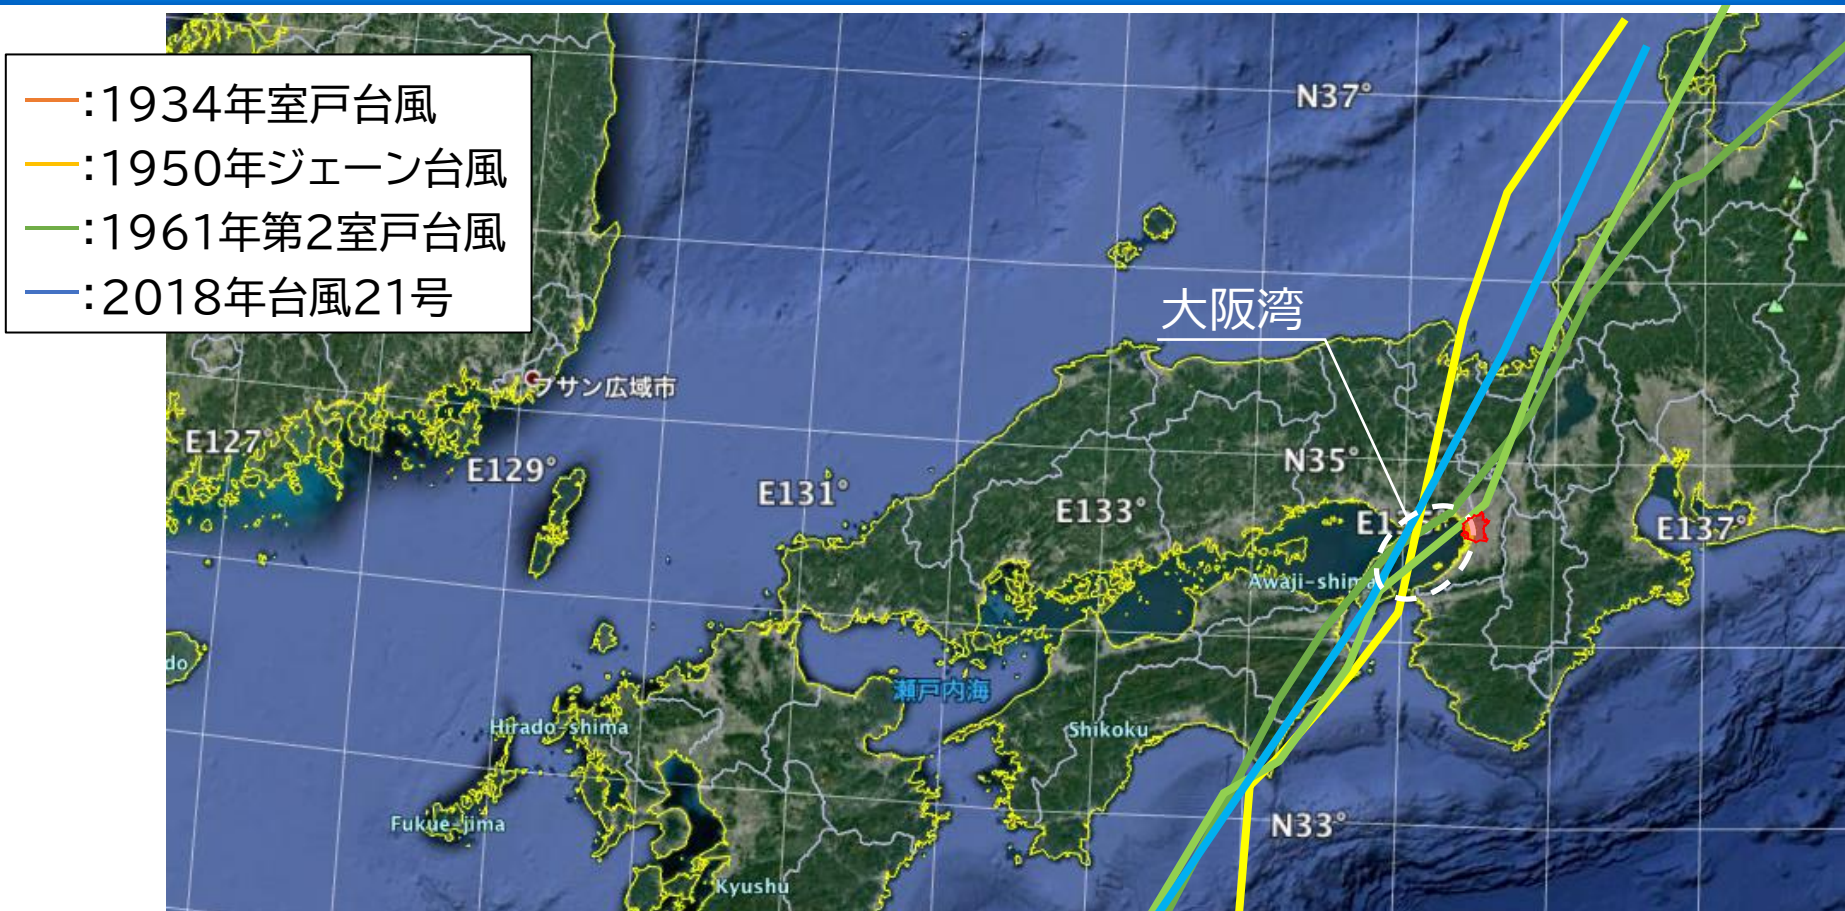 :1934年室戸台風
:1950年ジェーン台風
:1961年第2室戸台風
:2018年台風21号
N37°
大阪湾
プサン広域市
E127°
E129°
E131°
E133°
N35°
E137°
Awaji-shima
do
瀬戸内海
Hirado-shima
Shikoku
Fukue-jima
N33°
Kyushu